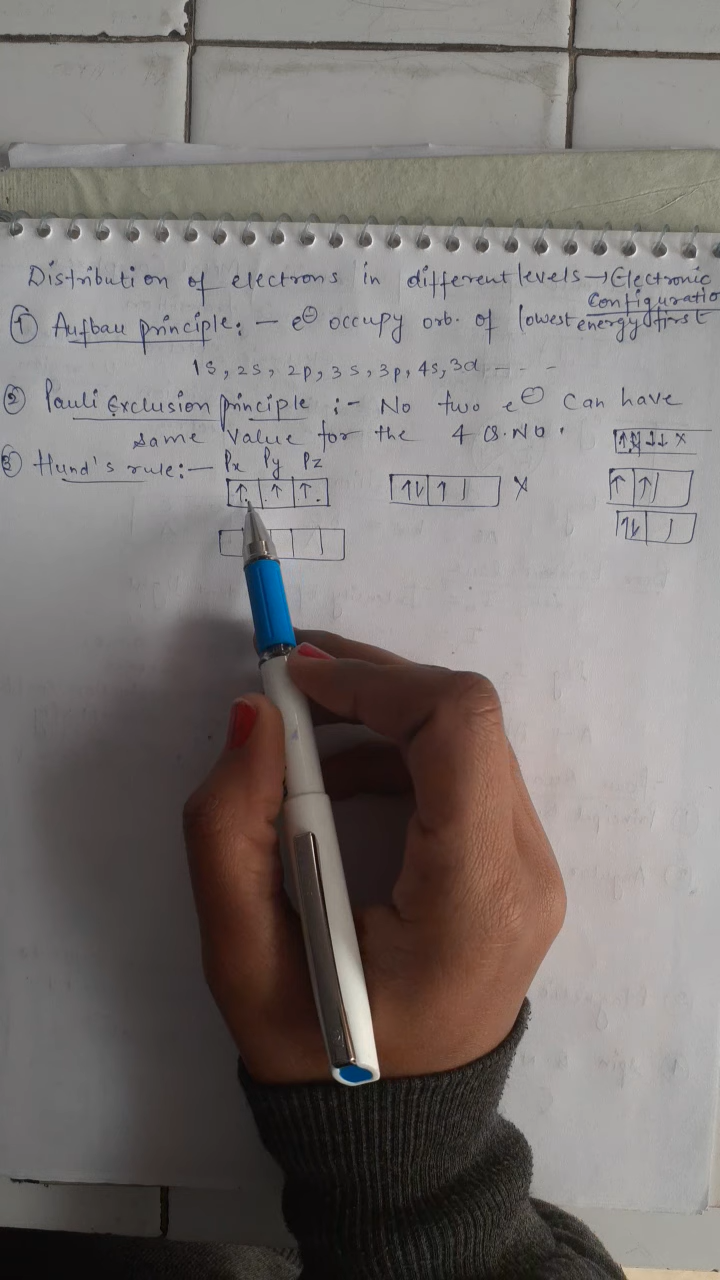 Distribution of electrons in different levels → Electronic
Configuratio
① Aufbau principle: - e⊖ occupy orb. of lowest energy first
1s, 2s, 2p, 3s, 3p, 4s, 3d - - -
② Pauli Exclusion principle :- No two e⊖ can have
same value for the 4 Q.No.
③ Hund's rule:- Px Py Pz
↑ ↑ ↑ ↑↓ ↑ x